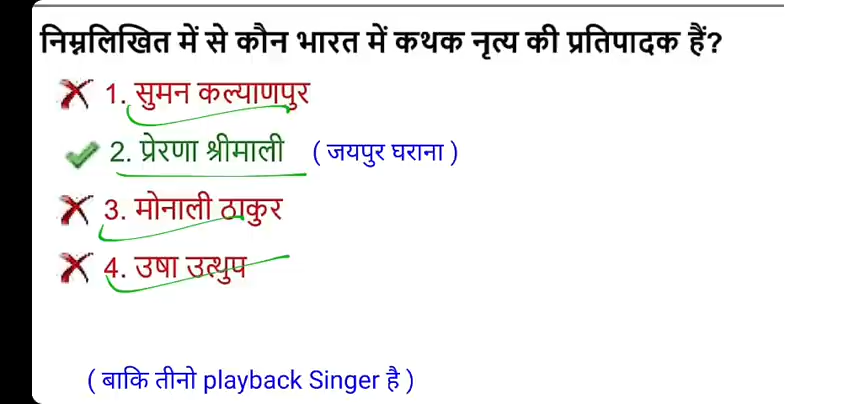 निम्नलिखित में से कौन भारत में कथक नृत्य की प्रतिपादक हैं?
1. सुमन कल्याणपुर
2. प्रेरणा श्रीमाली ( जयपुर घराना )
3. मोनाली ठाकुर
4. उषा उत्थुप
( बाकि तीनो playback Singer है )